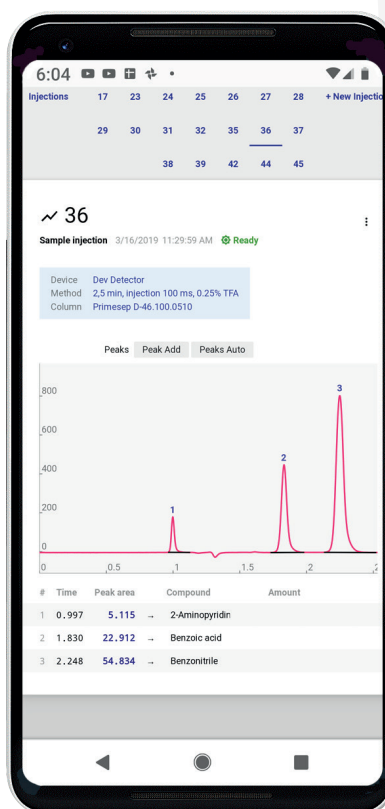 6:04
Injections 17 23 24 25 26 27 28 + New Injectio
29 30 31 32 35 36 37
38 39 42 44 45
36
Sample injection 3/16/2019 11:29:59 AM Ready
Device Dev Detector
Method 2,5 min, injection 100 ms, 0.25% TFA
Column Primesep D-46.100.0510
Peaks Peak Add Peaks Auto
800
600
400
200
0
1
2
3
0 0.5 1 1.5 2
# Time Peak area Compound Amount
1 0.997 5.115 → 2-Aminopyridin
2 1.830 22.912 → Benzoic acid
3 2.248 54.834 → Benzonitrile